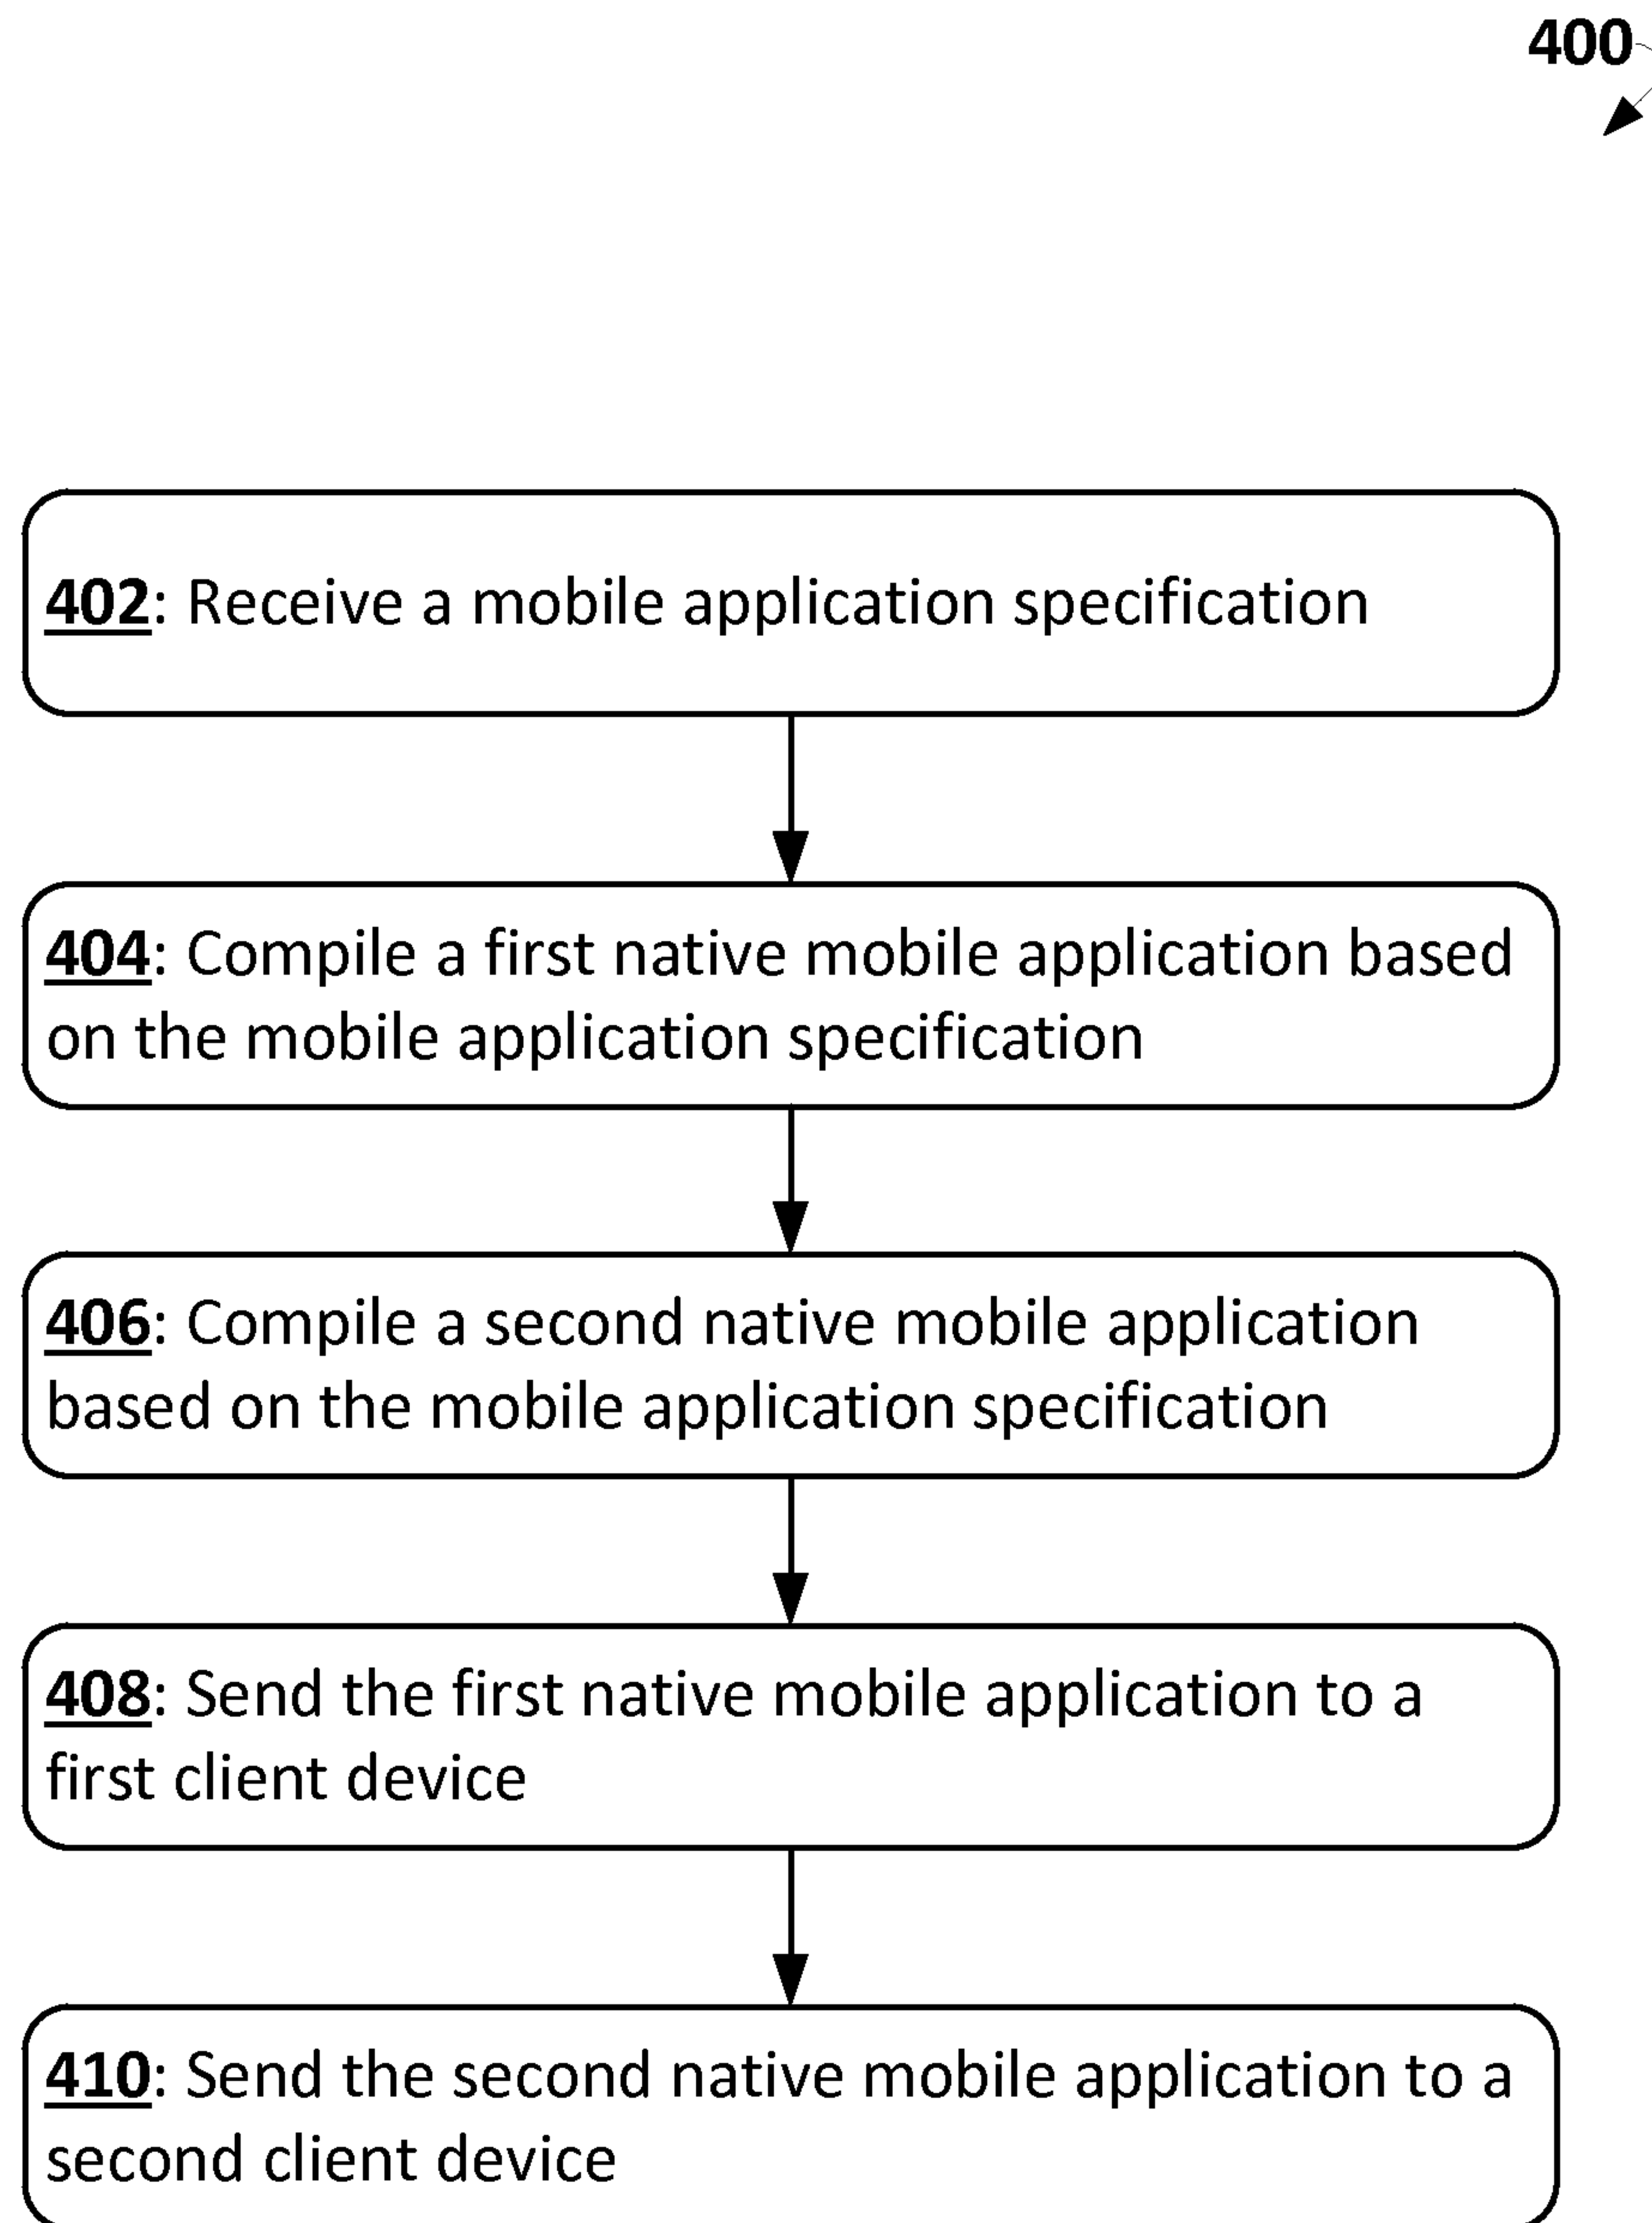 400
402: Receive a mobile application specification
404: Compile a first native mobile application based
on the mobile application specification
406: Compile a second native mobile application
based on the mobile application specification
408: Send the first native mobile application to a
first client device
410: Send the second native mobile application to a
second client device